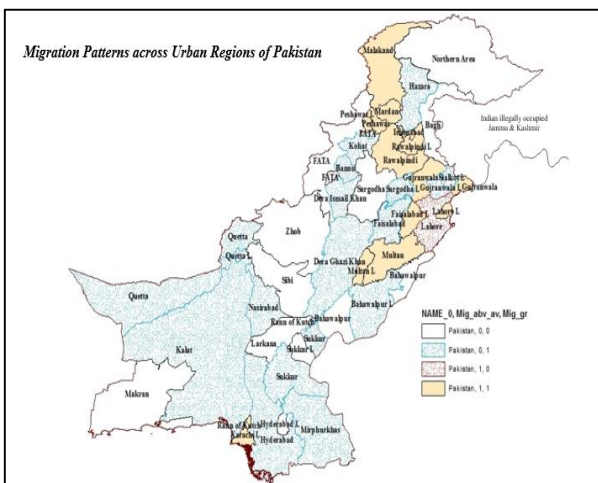 Migration Patterns across Urban Regions of Pakistan
Malakand
Northern Area
Hazara
Peshawar L
Mardan
Peshawar
FATA
Islamabad
Bagh
Indian illegally occupied
Jammu & Kashmir
Kohat
Rawalpindi L
FATA
Rawalpindi
Bannu
FATA
Gujranwala
Sialkot L
Dera Ismail Khan
Sargodha
Sargodha L
Gujranwala L
Gujranwala
Faisalabad L
Lahore L
Faisalabad
Lahore
Zhob
Quetta
Quetta L
Multan
Dera Ghazi Khan
Multan L
Bahawalpur
Sibi
Quetta
Nasirabad
Bahawalpur L
Bahawalpur
Rann of Kutch
Kalat
Larkana
Sukkur
Sukkur L
Sukkur
Makran
Rann of Kutch
Hyderabad L
Mirphurkhas
Karachi L
Hyderabad
NAME_0, Mig_abv_av, Mig_gr
Pakistan, 0, 0
Pakistan, 0, 1
Pakistan, 1, 0
Pakistan, 1, 1